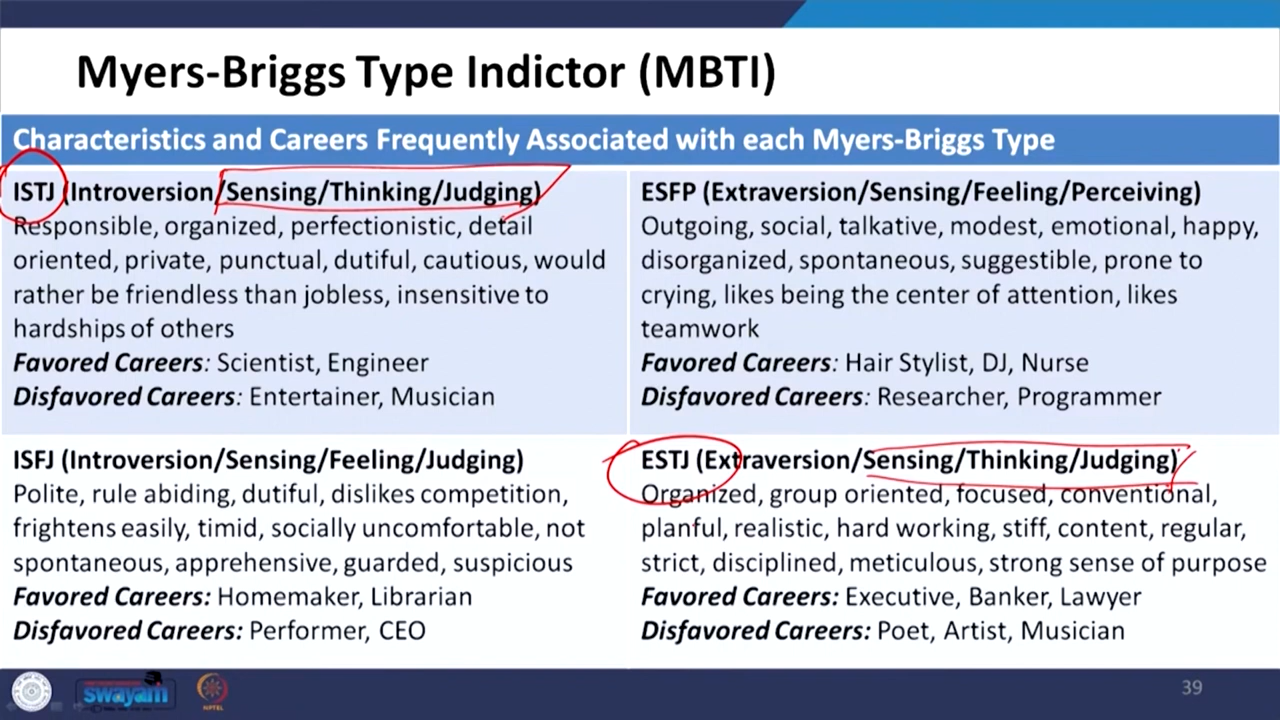 Myers-Briggs Type Indictor (MBTI)
Characteristics and Careers Frequently Associated with each Myers-Briggs Type
ISTJ (Introversion/Sensing/Thinking/Judging)
Responsible, organized, perfectionistic, detail
oriented, private, punctual, dutiful, cautious, would
rather be friendless than jobless, insensitive to
hardships of others
Favored Careers: Scientist, Engineer
Disfavored Careers: Entertainer, Musician
ESFP (Extraversion/Sensing/Feeling/Perceiving)
Outgoing, social, talkative, modest, emotional, happy,
disorganized, spontaneous, suggestible, prone to
crying, likes being the center of attention, likes
teamwork
Favored Careers: Hair Stylist, DJ, Nurse
Disfavored Careers: Researcher, Programmer
ISFJ (Introversion/Sensing/Feeling/Judging)
Polite, rule abiding, dutiful, dislikes competition,
frightens easily, timid, socially uncomfortable, not
spontaneous, apprehensive, guarded, suspicious
Favored Careers: Homemaker, Librarian
Disfavored Careers: Performer, CEO
ESTJ (Extraversion/Sensing/Thinking/Judging)
Organized, group oriented, focused, conventional,
planful, realistic, hard working, stiff, content, regular,
strict, disciplined, meticulous, strong sense of purpose
Favored Careers: Executive, Banker, Lawyer
Disfavored Careers: Poet, Artist, Musician
swayam
NPTEL
39